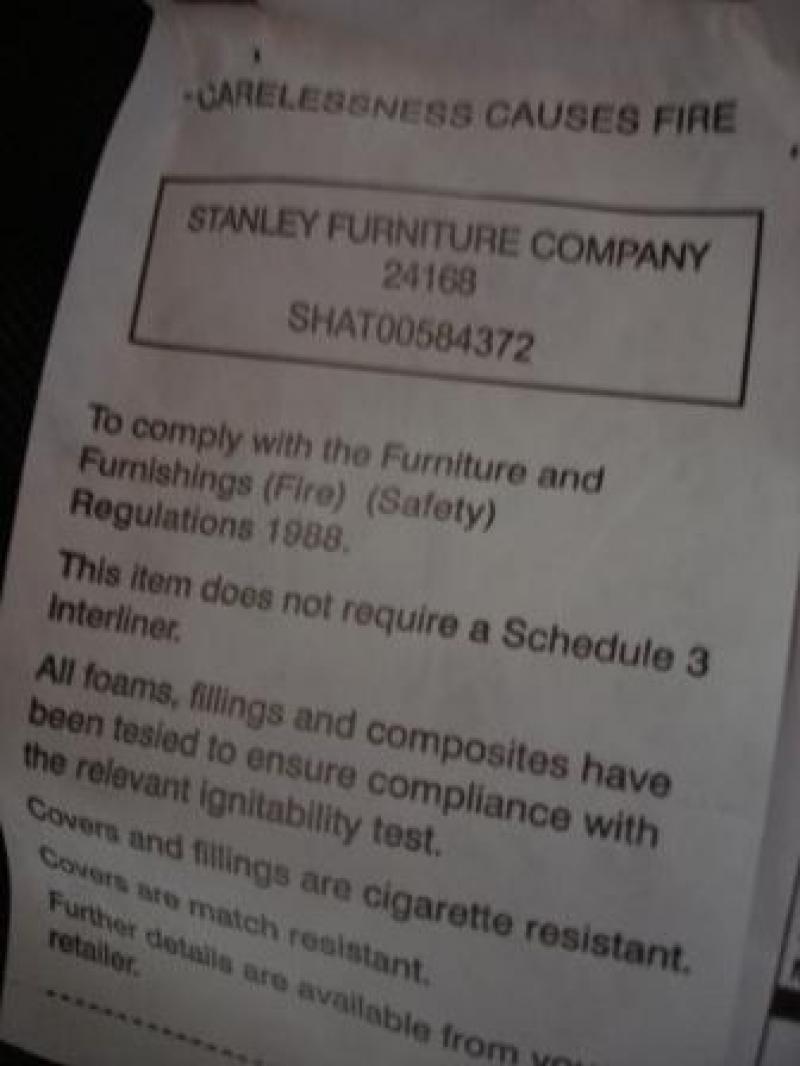 -CARELESSNESS CAUSES FIRE
STANLEY FURNITURE COMPANY
24168
SHAT00584372
To comply with the Furniture and
Furnishings (Fire) (Safety)
Regulations 1988.
This item does not require a Schedule 3
Interliner.
All foams, fillings and composites have
been tested to ensure compliance with
the relevant ignitability test.
Covers and fillings are cigarette resistant.
Covers are match resistant.
Further details are available from
retailer.